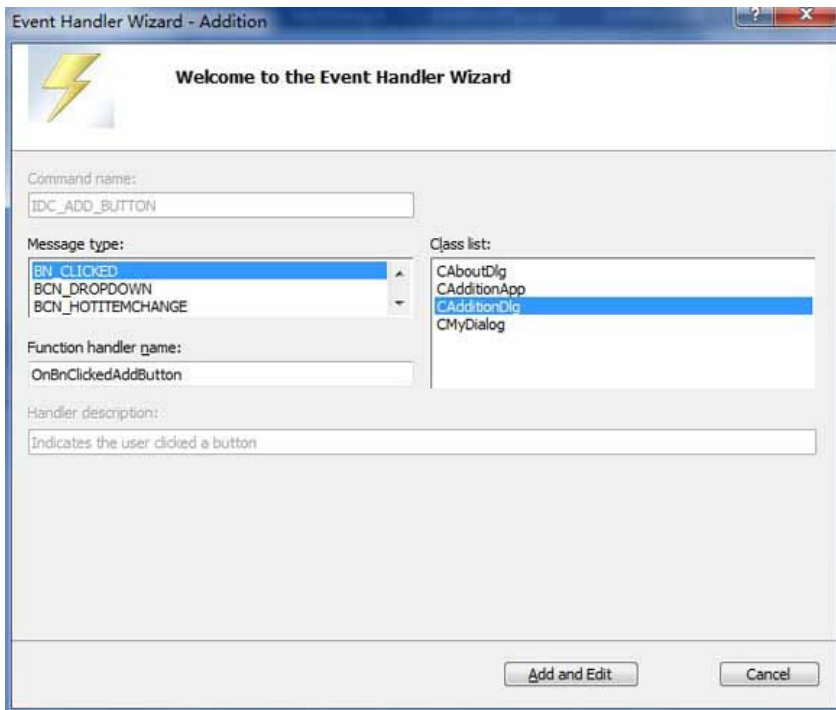 Event Handler Wizard - Addition
Welcome to the Event Handler Wizard
Command name:
IDC_ADD_BUTTON
Message type:
BN_CLICKED
BCN_DROPDOWN
BCN_HOTITEMCHANGE
Class list:
CAboutDlg
CAdditionApp
CAdditionDlg
CMyDialog
Function handler name:
OnBnClickedAddButton
Handler description:
Indicates the user clicked a button
Add and Edit
Cancel